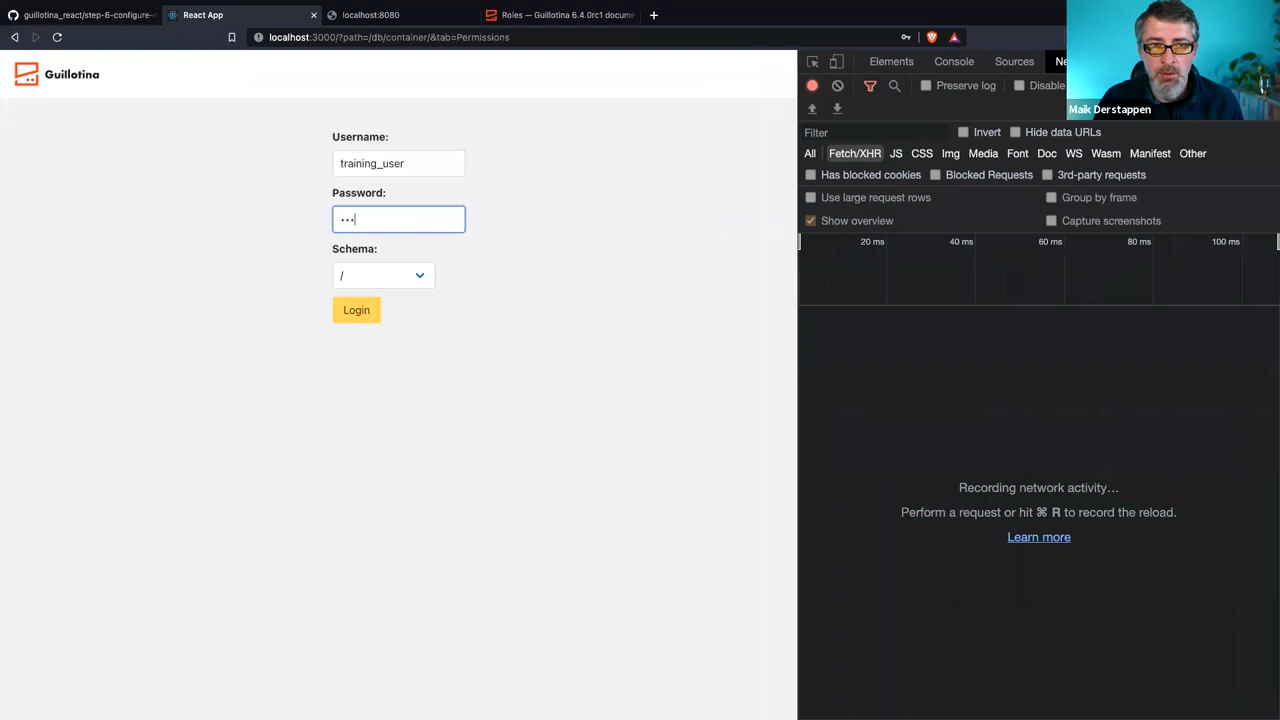 guillotina_react/step-6-configure-
React App
localhost:8080
Roles — Guillotina 6.4.0rc1 docume
localhost:3000/?path=/db/container/&tab=Permissions
Guillotina
Username:
training_user
Password:
Schema:
/
Login
Elements
Console
Sources
Ne
Preserve log
Disable
Filter
Invert
Hide data URLs
All
Fetch/XHR
JS
CSS
Img
Media
Font
Doc
WS
Wasm
Manifest
Other
Has blocked cookies
Blocked Requests
3rd-party requests
Use large request rows
Group by frame
Show overview
Capture screenshots
20 ms
40 ms
60 ms
80 ms
100 ms
Recording network activity…
Perform a request or hit ⌘ R to record the reload.
Learn more
Maik Derstappen